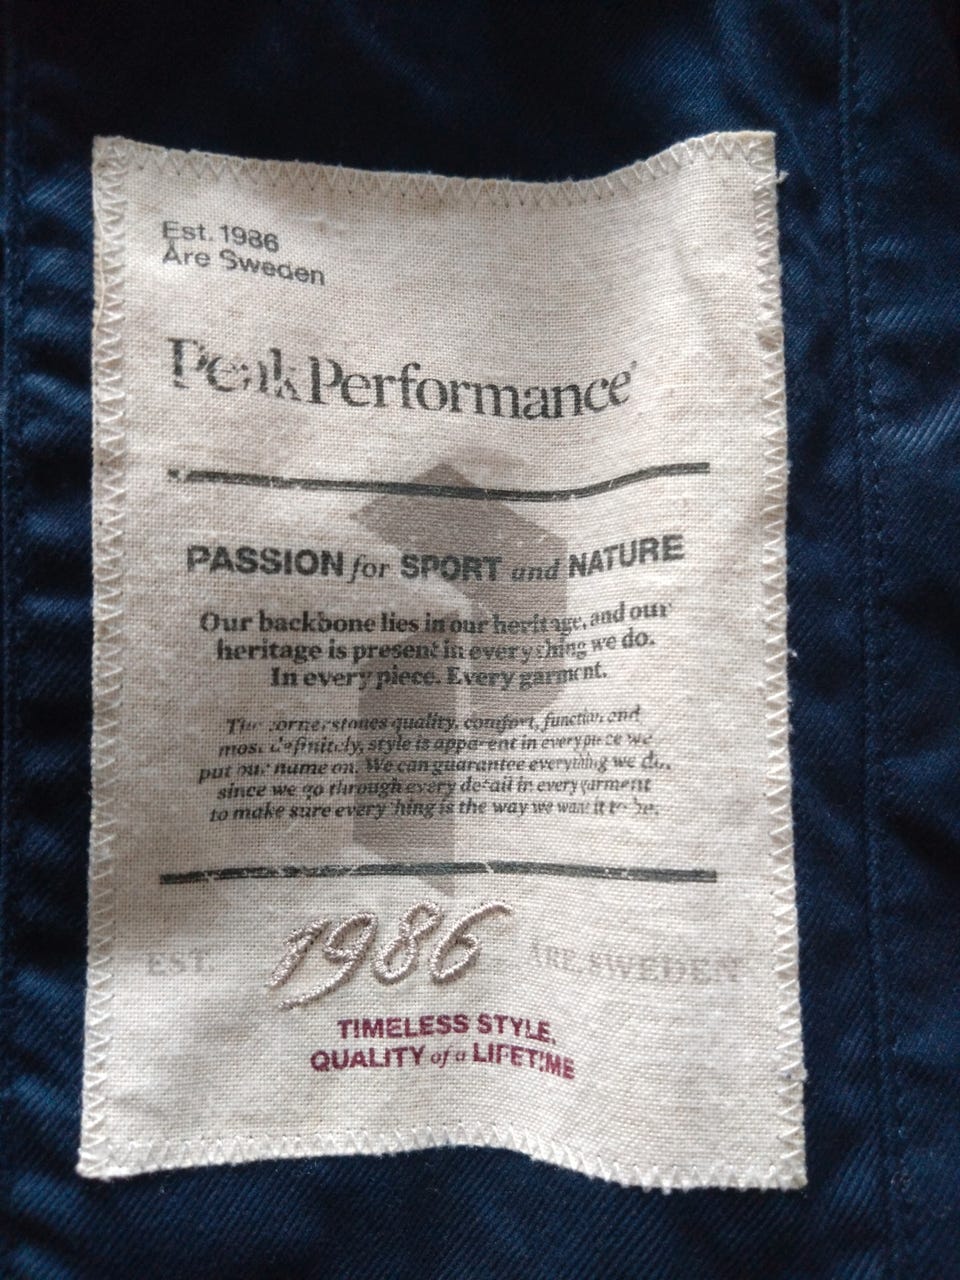 Est. 1986
Åre Sweden
Peak Performance
PASSION for SPORT and NATURE
Our backbone lies in our heritage, and our
heritage is present in everything we do.
In every piece. Every garment.
The cornerstones quality, comfort, function and
most definitely, style is apparent in every piece we
put our name on. We can guarantee everything we do,
since we go through every detail in every garment
to make sure everything is the way we want it to be.
EST. 1986 ÅRE, SWEDEN
TIMELESS STYLE,
QUALITY of a LIFETIME